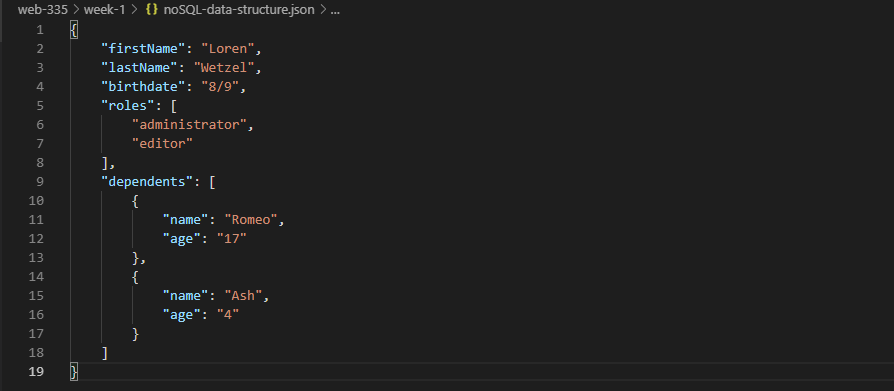 web-335 > week-1 > {} noSQL-data-structure.json > ...
1 {
2     "firstName": "Loren",
3     "lastName": "Wetzel",
4     "birthdate": "8/9",
5     "roles": [
6         "administrator",
7         "editor"
8     ],
9     "dependents": [
10         {
11             "name": "Romeo",
12             "age": "17"
13         },
14         {
15             "name": "Ash",
16             "age": "4"
17         }
18     ]
19 }